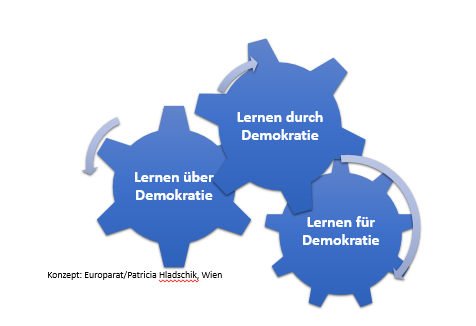 Lernen durch
Demokratie
Lernen über
Demokratie
Lernen für
Demokratie
Konzept: Europarat/Patricia Hladschik, Wien